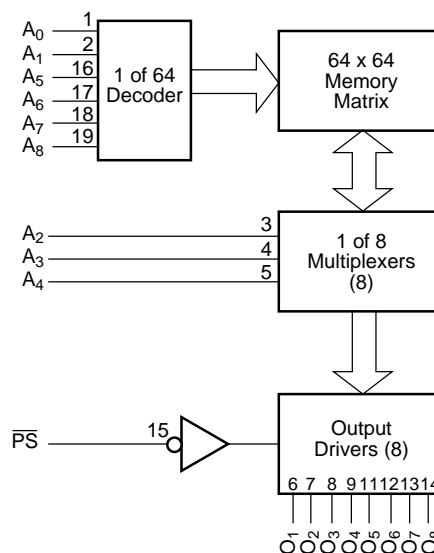 A0 1
A1 2
A5 16
A6 17
A7 18
A8 19
1 of 64
Decoder
64 x 64
Memory
Matrix
A2 3
A3 4
A4 5
1 of 8
Multiplexers
(8)
PS 15
Output
Drivers (8)
6 7 8 9 11 12 13 14
O1 O2 O3 O4 O5 O6 O7 O8